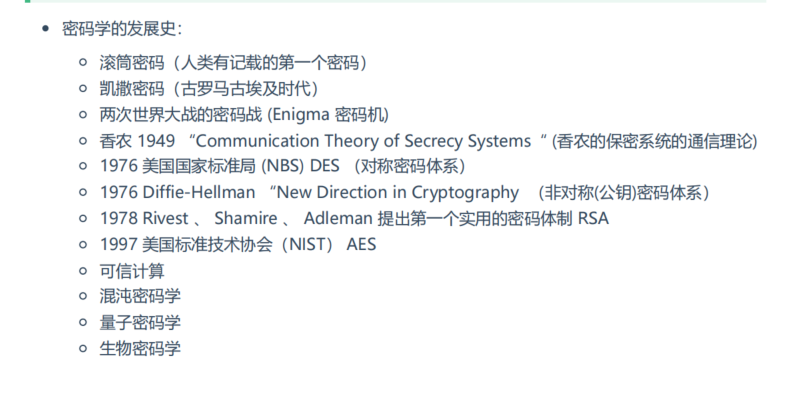 密码学的发展史：
滚筒密码（人类有记载的第一个密码）
凯撒密码（古罗马古埃及时代）
两次世界大战的密码战 (Enigma 密码机)
香农 1949 “Communication Theory of Secrecy Systems“ (香农的保密系统的通信理论)
1976 美国国家标准局 (NBS) DES （对称密码体系）
1976 Diffie-Hellman “New Direction in Cryptography （非对称(公钥)密码体系）
1978 Rivest 、 Shamire 、 Adleman 提出第一个实用的密码体制 RSA
1997 美国标准技术协会（NIST） AES
可信计算
混沌密码学
量子密码学
生物密码学